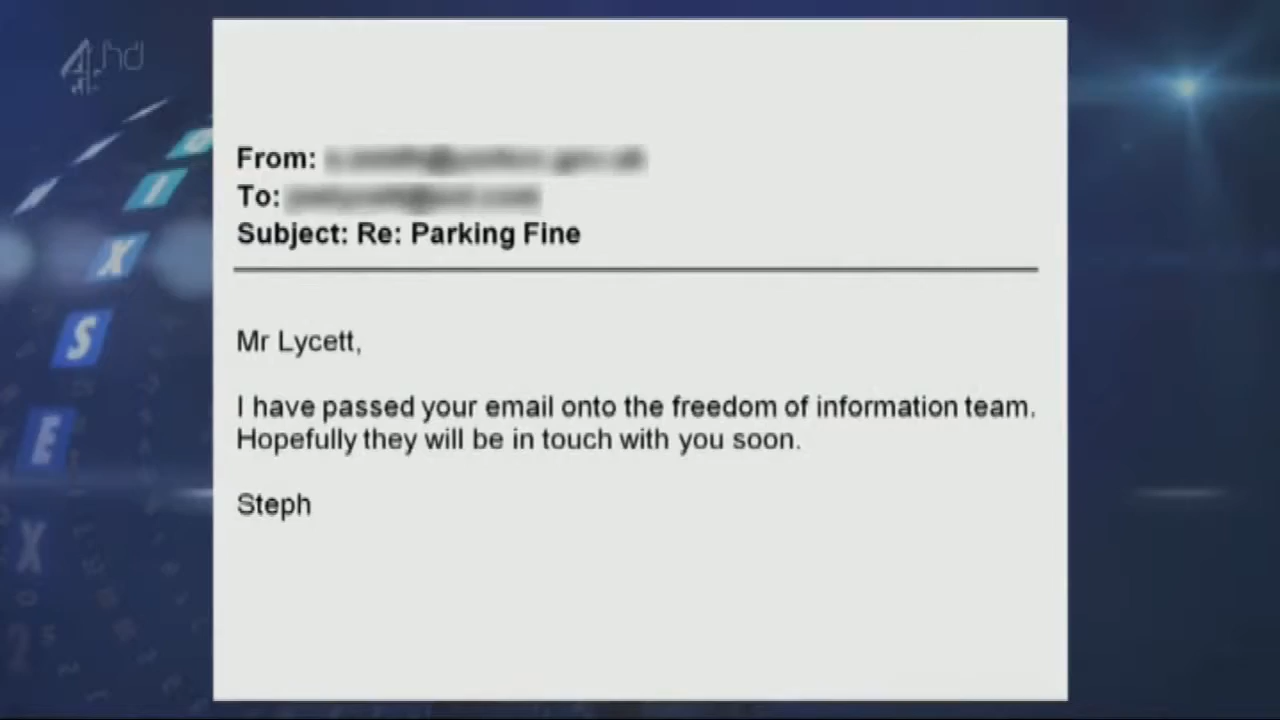 4hd
From:
To:
Subject: Re: Parking Fine
Mr Lycett,
I have passed your email onto the freedom of information team.
Hopefully they will be in touch with you soon.
Steph
I
X
S
E
X